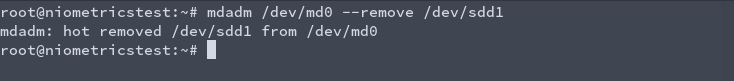 root@niometricstest:~# mdadm /dev/md0 --remove /dev/sdd1
mdadm: hot removed /dev/sdd1 from /dev/md0
root@niometricstest:~#